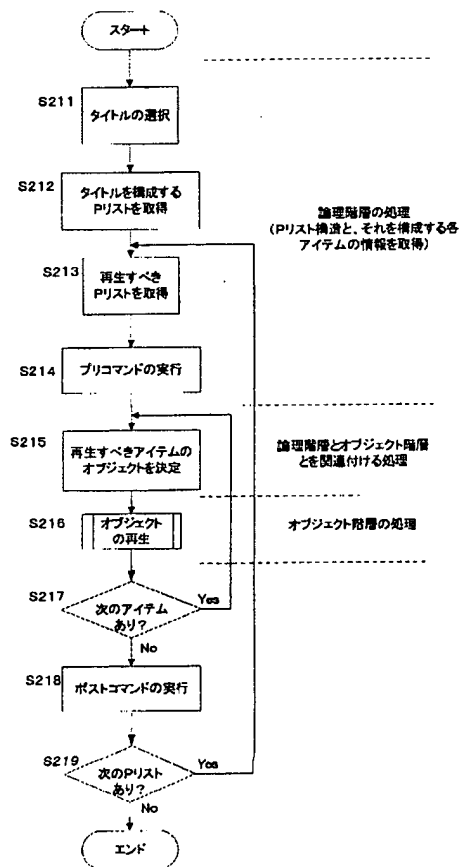 スタート
S211
タイトルの選択
S212
タイトルを構成する
Pリストを取得
論理階層の処理
(Pリスト構造と、それを構成する各
アイテムの情報を取得)
S213
再生すべき
Pリストを取得
S214
プリコマンドの実行
S215
再生すべきアイテムの
オブジェクトを決定
論理階層とオブジェクト階層
とを関連付ける処理
S216
オブジェクト
の再生
オブジェクト階層の処理
S217
次のアイテム
あり?
Yes
No
S218
ポストコマンドの実行
S219
次のPリスト
あり?
Yes
No
エンド